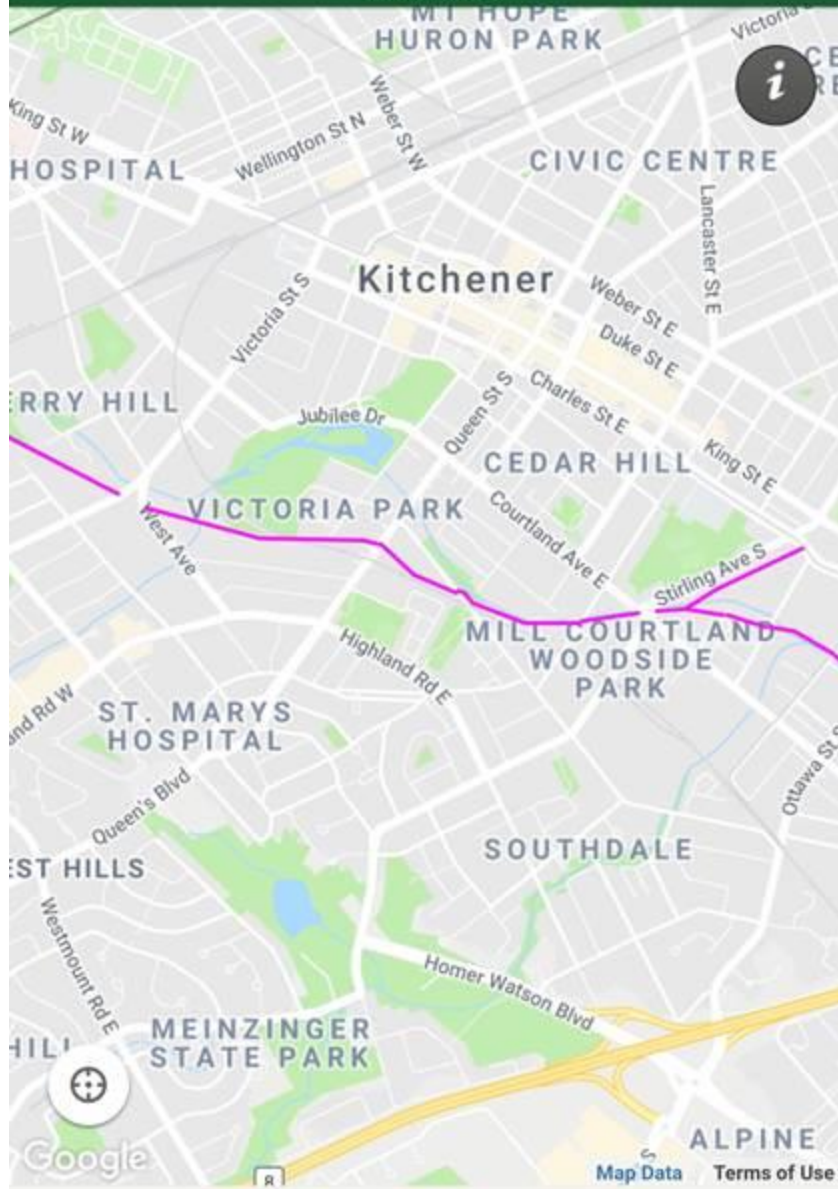 MT HOPE
HURON PARK
Victoria
i
King St W
Weber St W
Wellington St N
HOSPITAL
CIVIC CENTRE
Lancaster St E
Kitchener
Victoria St S
Weber St E
Duke St E
ERRY HILL
Charles St E
Jubilee Dr
Queen St S
CEDAR HILL
King St E
VICTORIA PARK
Courtland Ave E
West Ave
Stirling Ave S
MILL COURTLAND
WOODSIDE
PARK
Highland Rd E
and Rd W
ST. MARYS
HOSPITAL
Ottawa St S
Queen's Blvd
SOUTHDALE
EST HILLS
Westmount Rd E
Homer Watson Blvd
MEINZINGER
STATE PARK
HILL
ALPINE
Google
8
S
Map Data Terms of Use